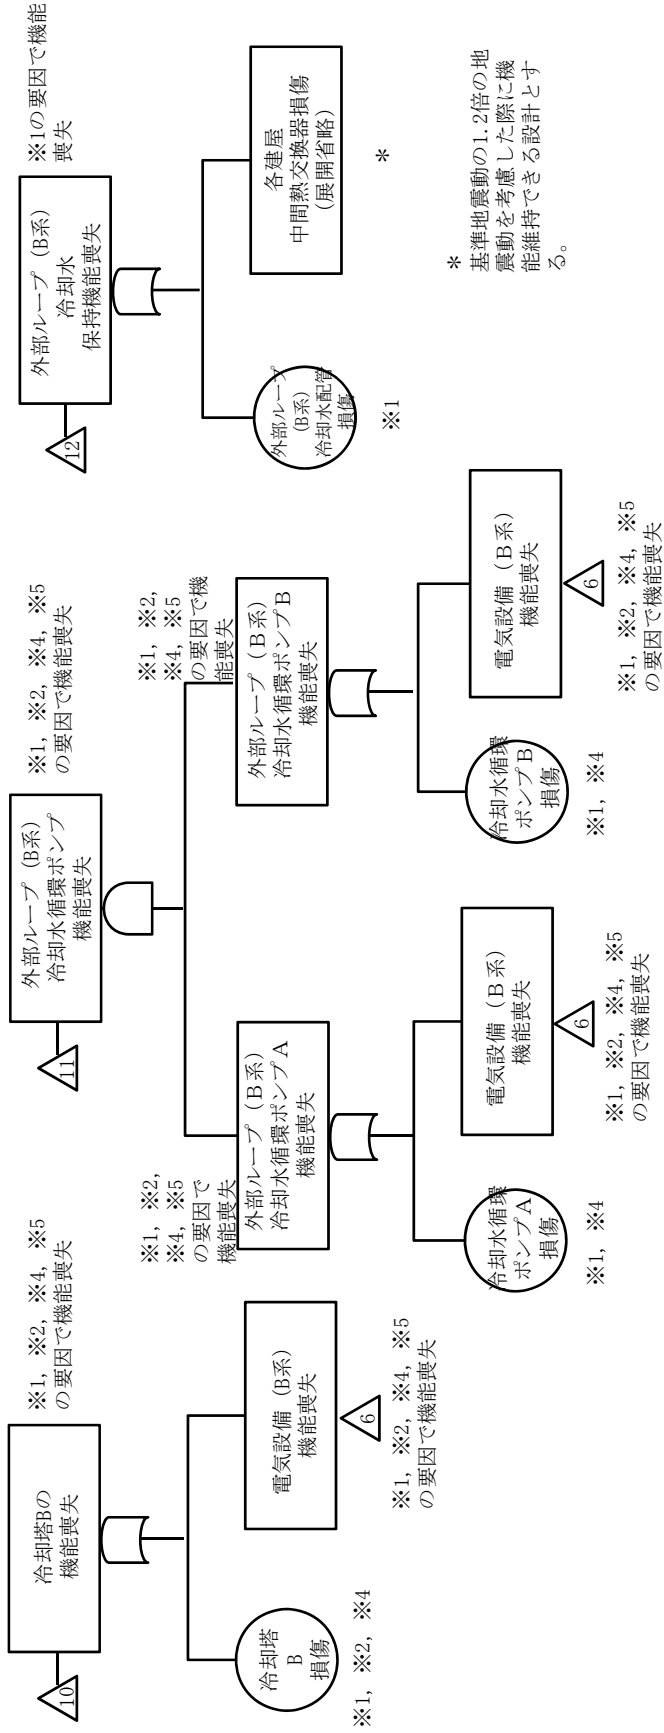 10
冷却塔Bの
機能喪失
※1, ※2, ※4, ※5
の要因で機能喪失
冷却塔
B
損傷
※1, ※2, ※4
電気設備（B系）
機能喪失
6
※1, ※2, ※4, ※5
の要因で機能喪失
11
外部ループ（B系）
冷却水循環ポンプ
機能喪失
※1, ※2, ※4, ※5
の要因で機能喪失
※1, ※2,
※4, ※5
の要因で
機能喪失
外部ループ（Ｂ系）
冷却水循環ポンプＡ
機能喪失
冷却水循環
ポンプＡ
損傷
※1, ※4
電気設備（Ｂ系）
機能喪失
6
※1, ※2, ※4, ※5
の要因で機能喪失
※1, ※2,
※4, ※5
の要因で機
能喪失
外部ループ（Ｂ系）
冷却水循環ポンプＢ
機能喪失
冷却水循環
ポンプＢ
損傷
※1, ※4
電気設備（Ｂ系）
機能喪失
6
※1, ※2, ※4, ※5
の要因で機能喪失
12
外部ループ（B系）
冷却水
保持機能喪失
※1の要因で機能
喪失
外部ループ
(B系)
冷却水配管
損傷
※1
各建屋
中間熱交換器損傷
(展開省略)
*
*
基準地震動の1.2倍の地
震動を考慮した際に機
能維持できる設計とす
る。